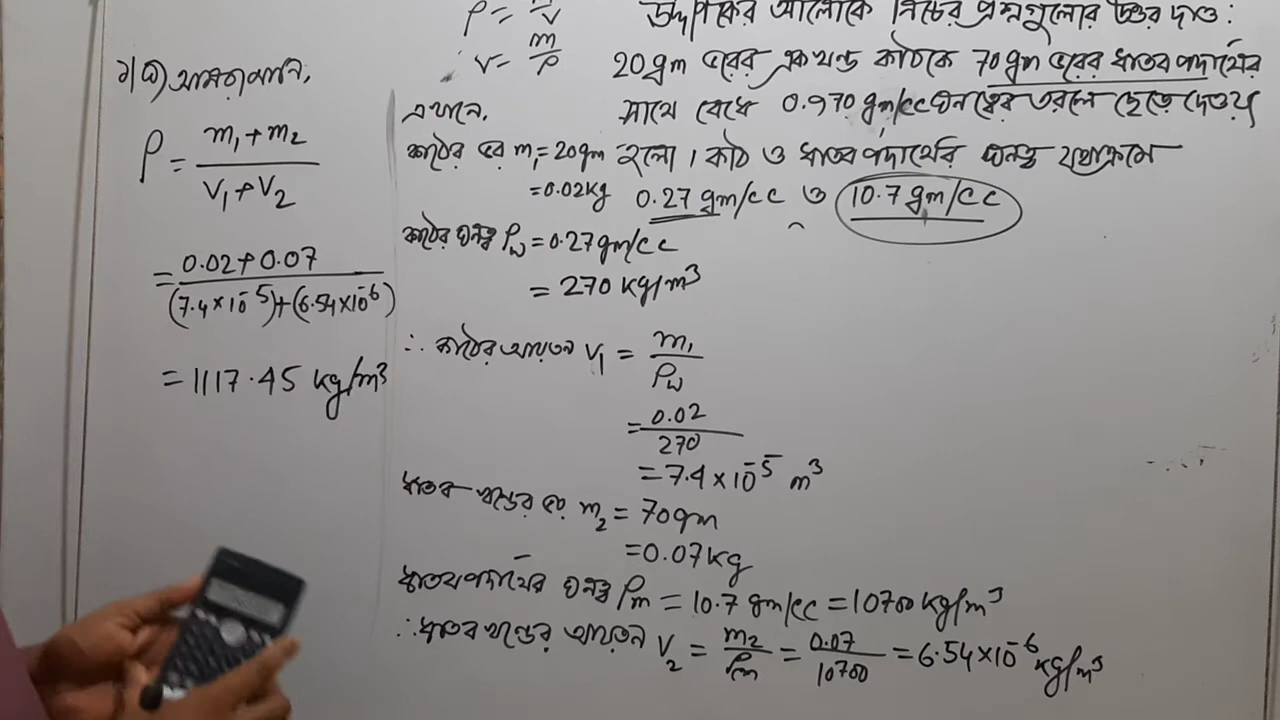 উদ্দীপকের আলোকে নিচের প্রশ্নগুলোর উত্তর দাও :
20gm ভরের একখন্ড কাঠকে 70gm ভরের ধাতব পদার্থের
সাথে বেধে 0.970 gm/cc ঘনত্বের তরলে ছেড়ে দেওয়া
হলো। কাঠ ও ধাতব পদার্থের ঘনত্ব যথাক্রমে
0.27 gm/cc ও 10.7 gm/cc
V = m/ρ
আমরা জানি,
ρ = (m₁+m₂)/(V₁+V₂)
= (0.02+0.07)/((7.4×10⁻⁵)+(6.54×10⁻⁶))
= 1117.45 kg/m³
এখানে,
কাঠের ভর m₁=20gm
=0.02kg
কাঠের ঘনত্ব ρw=0.27gm/cc
= 270 kg/m³
∴ কাঠের আয়তন V₁ = m₁/ρw
= 0.02/270
= 7.4×10⁻⁵ m³
ধাতব খন্ডের ভর m₂ = 70gm
=0.07kg
ধাতব পদার্থের ঘনত্ব ρm = 10.7 gm/cc = 10700 kg/m³
∴ ধাতব খন্ডের আয়তন V₂ = m₂/ρm = 0.07/10700 = 6.54×10⁻⁶ kg/m³